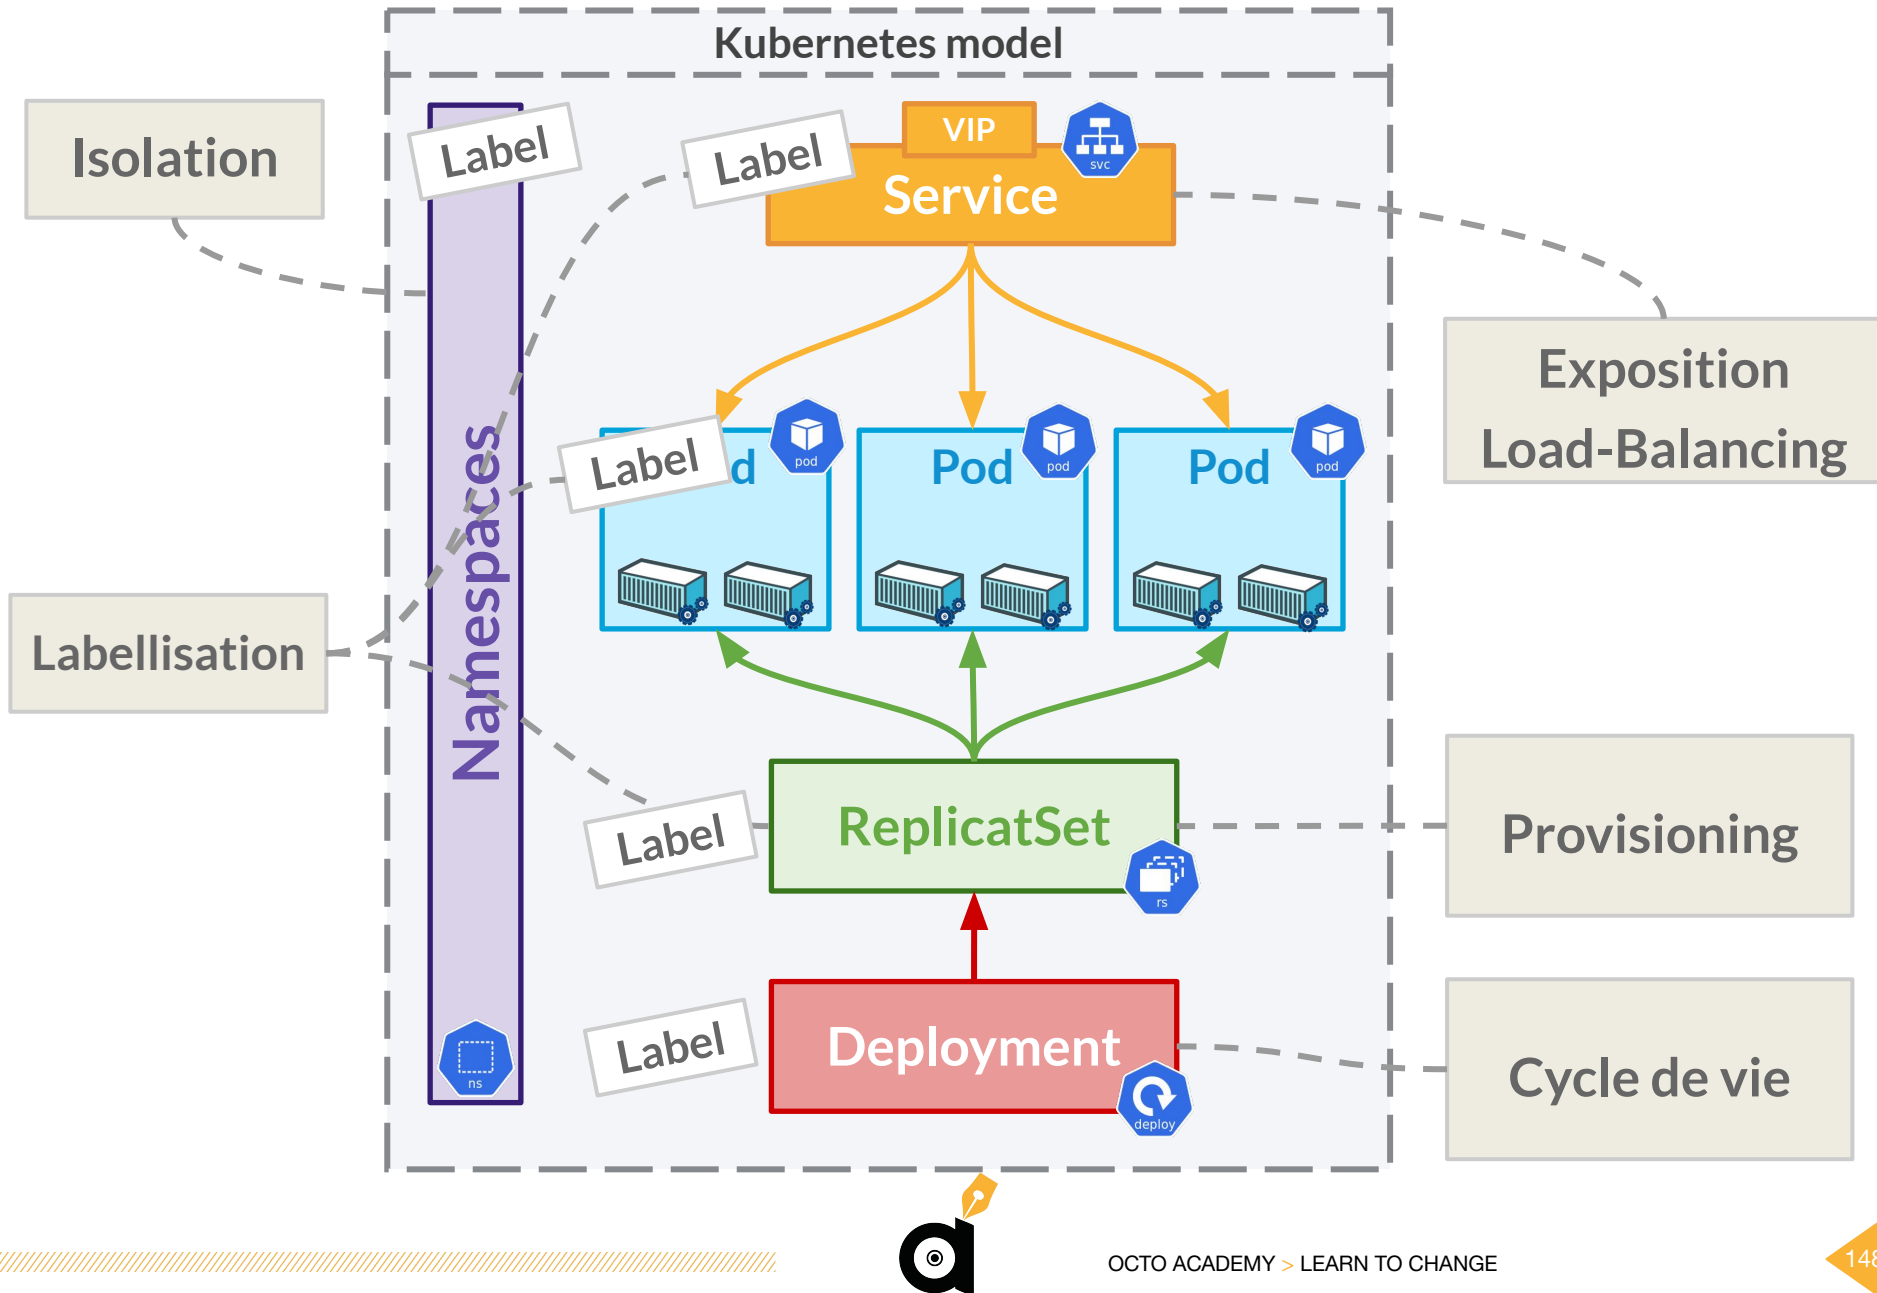 Kubernetes model
Isolation
Label
Label
VIP
svc
Service
Exposition
Load-Balancing
Namespaces
Label
d
pod
Pod
pod
Pod
pod
Labellisation
Label
ReplicatSet
rs
Provisioning
Label
Deployment
deploy
Cycle de vie
ns
OCTO ACADEMY > LEARN TO CHANGE
148